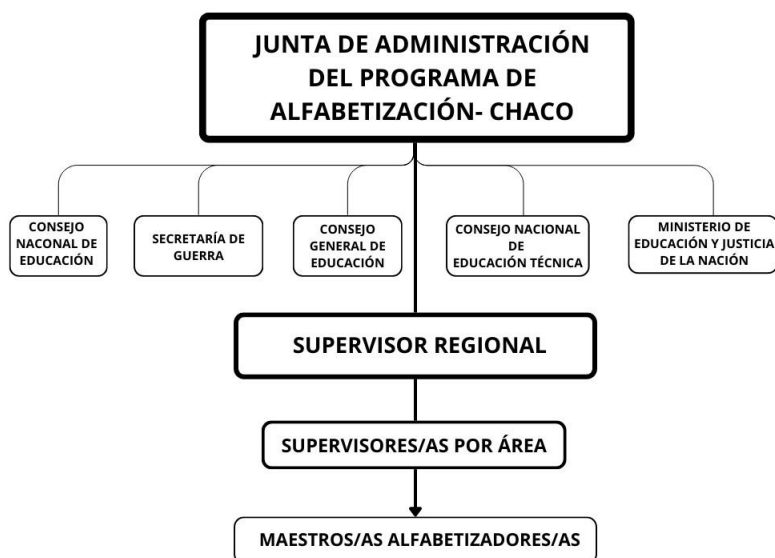 JUNTA DE ADMINISTRACIÓN
DEL PROGRAMA DE
ALFABETIZACIÓN- CHACO
CONSEJO
NACONAL DE
EDUCACIÓN
SECRETARÍA DE
GUERRA
CONSEJO
GENERAL DE
EDUCACIÓN
CONSEJO NACIONAL
DE
EDUCACIÓN TÉCNICA
MINISTERIO DE
EDUCACIÓN Y JUSTICIA
DE LA NACIÓN
SUPERVISOR REGIONAL
SUPERVISORES/AS POR ÁREA
MAESTROS/AS ALFABETIZADORES/AS